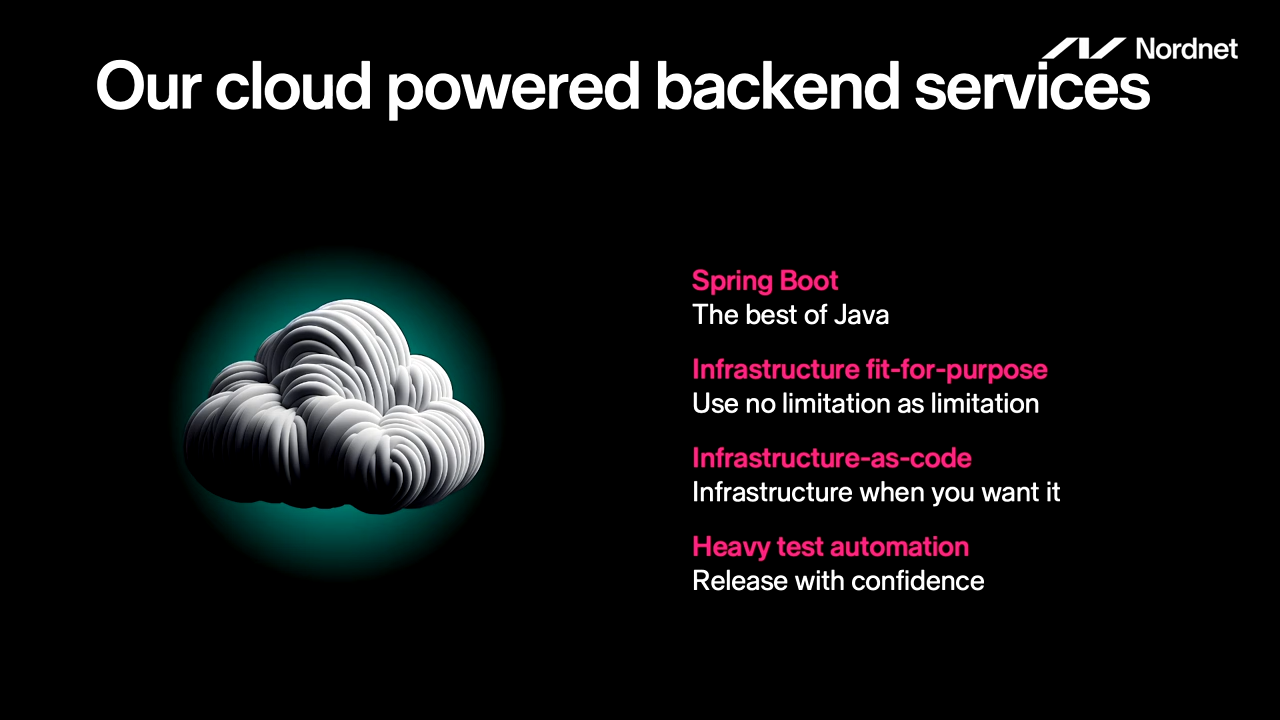 Nordnet
Our cloud powered backend services
Spring Boot
The best of Java
Infrastructure fit-for-purpose
Use no limitation as limitation
Infrastructure-as-code
Infrastructure when you want it
Heavy test automation
Release with confidence